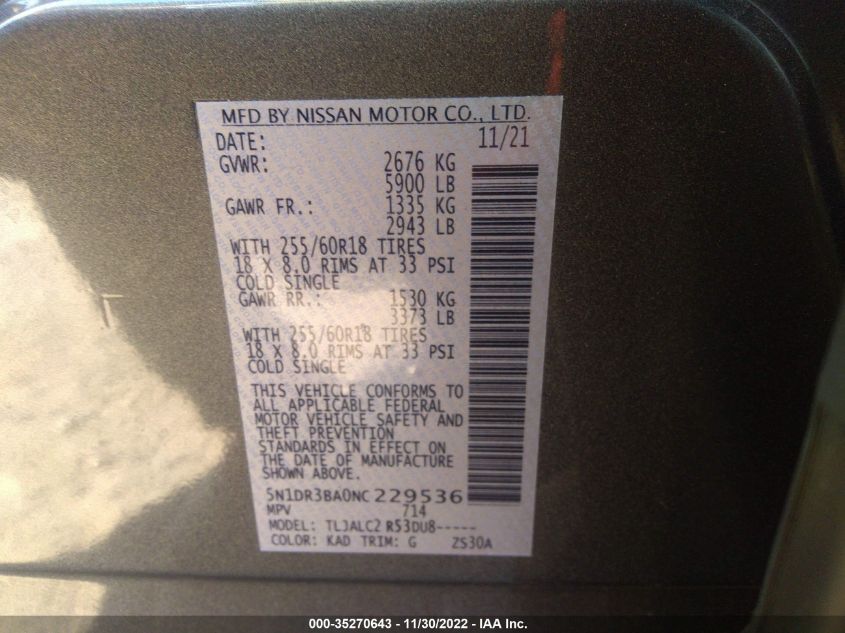 MFD BY NISSAN MOTOR CO., LTD.
DATE: 11/21
GVWR: 2676 KG
5900 LB
GAWR FR.: 1335 KG
2943 LB
WITH 255/60R18 TIRES
18 X 8.0 RIMS AT 33 PSI
COLD SINGLE
GAWR RR.: 1530 KG
3373 LB
WITH 255/60R18 TIRES
18 X 8.0 RIMS AT 33 PSI
COLD SINGLE
THIS VEHICLE CONFORMS TO
ALL APPLICABLE FEDERAL
MOTOR VEHICLE SAFETY AND
THEFT PREVENTION
STANDARDS IN EFFECT ON
THE DATE OF MANUFACTURE
SHOWN ABOVE.
5N1DR3BA0NC229536
MPV 714
MODEL: TLJALC2 R53DU8-----
COLOR: KAD TRIM: G ZS30A
000-35270643 - 11/30/2022 - IAA Inc.